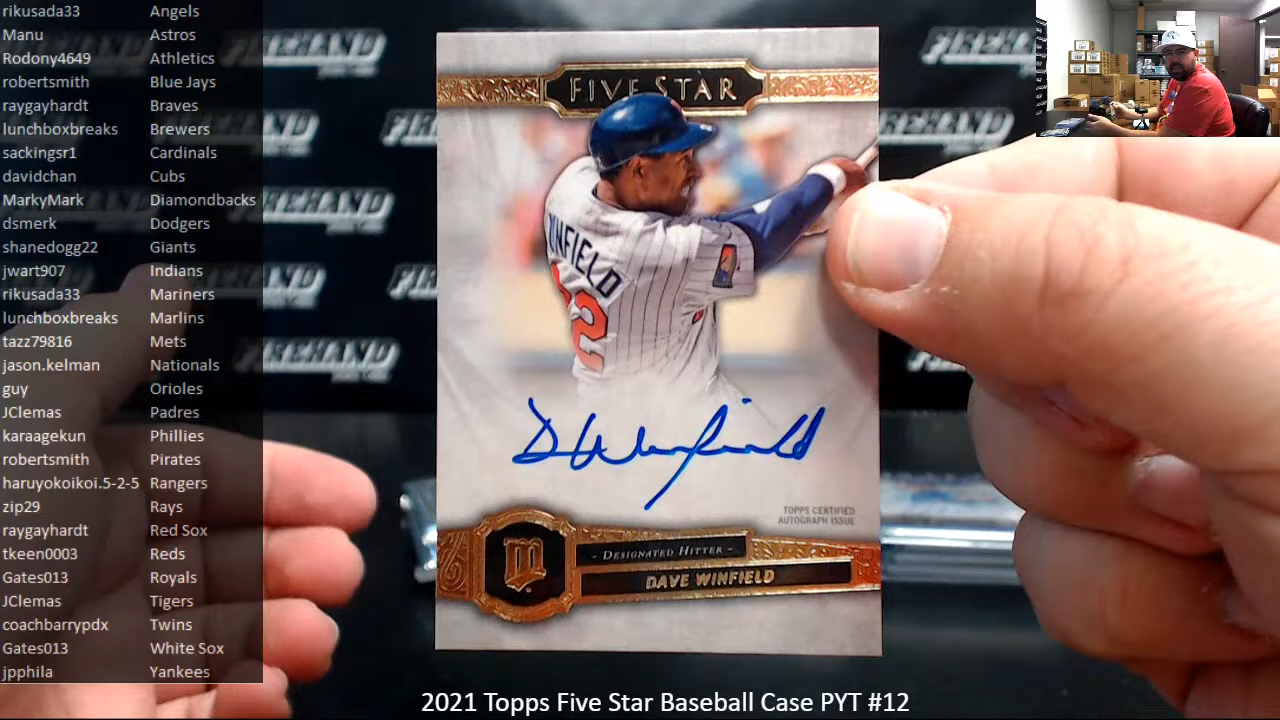 rikusada33 Angels
Manu Astros
Rodony4649 Athletics
robertsmith Blue Jays
raygayhardt Braves
lunchboxbreaks Brewers
sackingsr1 Cardinals
davidchan Cubs
MarkyMark Diamondbacks
dsmerk Dodgers
shanedogg22 Giants
jwart907 Indians
rikusada33 Mariners
lunchboxbreaks Marlins
tazz79816 Mets
jason.kelman Nationals
guy Orioles
JClemas Padres
karaagekun Phillies
robertsmith Pirates
haruyokoikoi.5-2-5 Rangers
zip29 Rays
raygayhardt Red Sox
tkeen0003 Reds
Gates013 Royals
JClemas Tigers
coachbarrypdx Twins
Gates013 White Sox
jpphila Yankees
FIREHAND
FIVE STAR
WINFIELD
32
D Winfield
TOPPS CERTIFIED
AUTOGRAPH ISSUE
M
- DESIGNATED HITTER -
DAVE WINFIELD
2021 Topps Five Star Baseball Case PYT #12